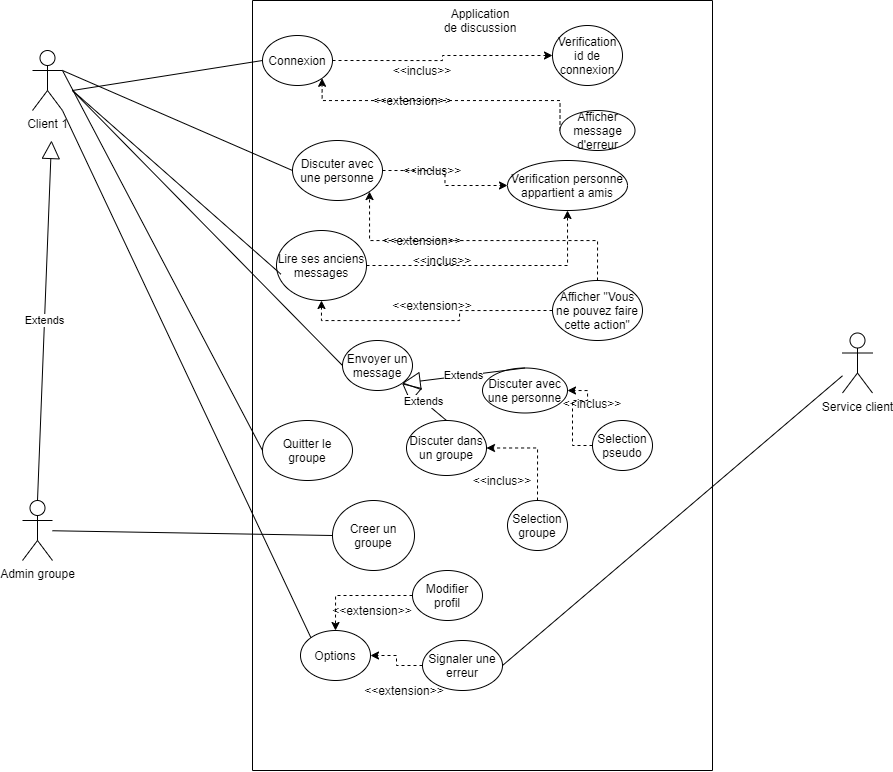 Application
de discussion
Connexion
<<inclus>>
Verification
id de
connexion
<<extension>>
Afficher
message
d'erreur
Client 1
Discuter avec
une personne
<<inclus>>
Verification personne
appartient a amis
<<extension>>
Lire ses anciens
messages
<<inclus>>
<<extension>>
Afficher "Vous
ne pouvez faire
cette action"
Extends
Envoyer un
message
Extends
Discuter avec
une personne
<<inclus>>
Extends
Service client
Quitter le
groupe
Discuter dans
un groupe
Selection
pseudo
<<inclus>>
Selection
groupe
Creer un
groupe
Admin groupe
Modifier
profil
<<extension>>
Options
Signaler une
erreur
<<extension>>